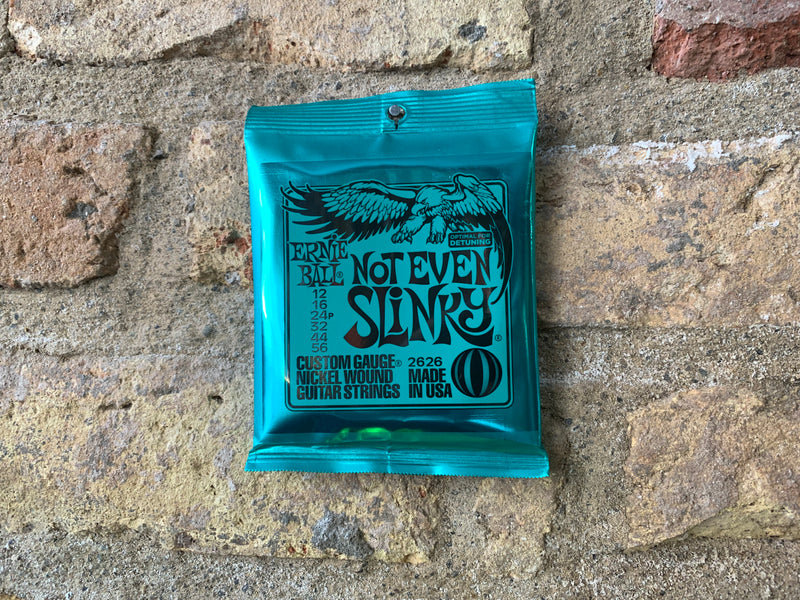 OPTIMAL FOR
DETUNING
ERNIE
BALL®
NOT EVEN
SLINKY®
12
16
24P
32
44
56
CUSTOM GAUGE® 2626
NICKEL WOUND MADE
GUITAR STRINGS IN USA